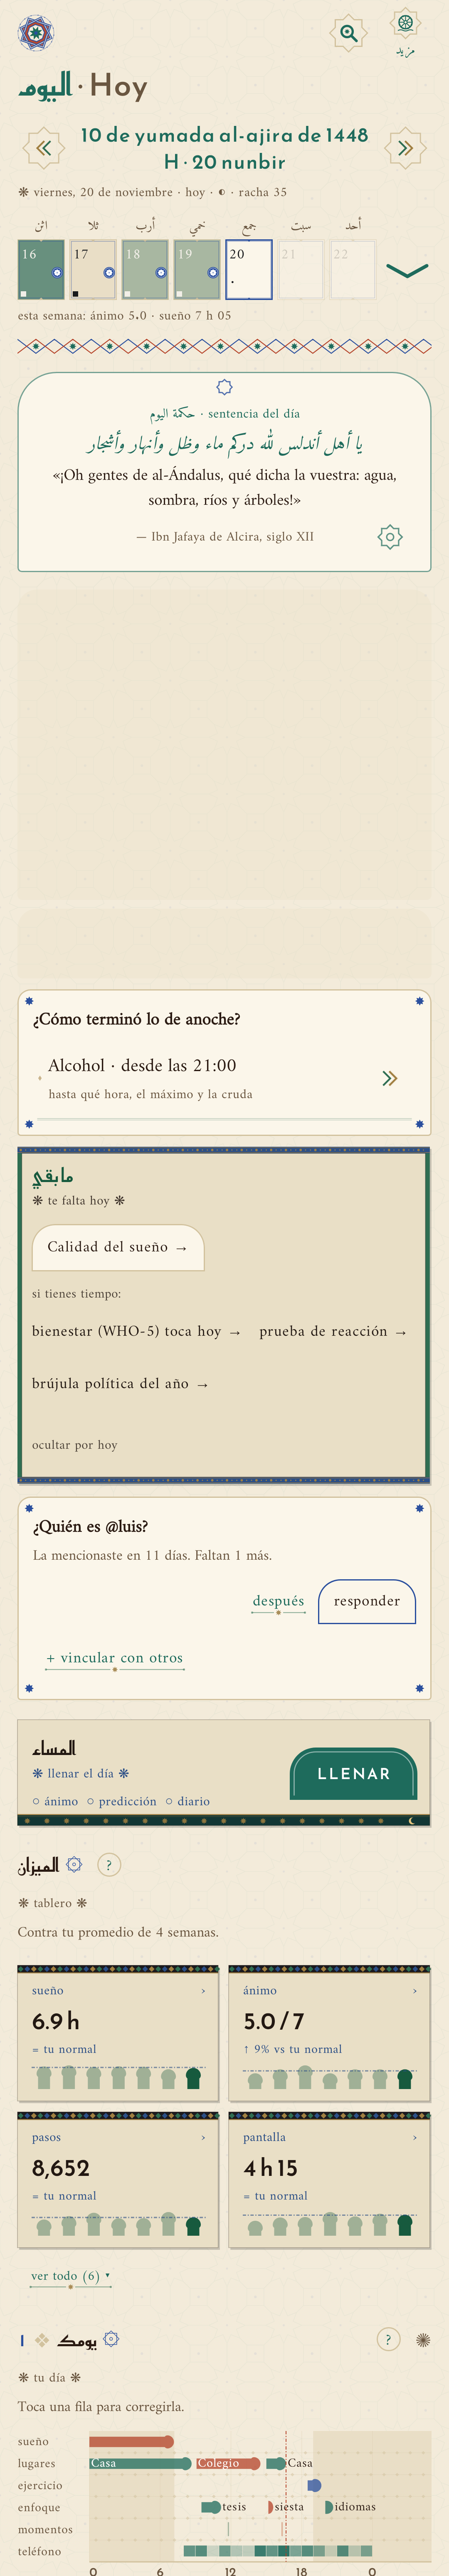 مزيد
اليوم · Hoy
10 de yumada al-ajira de 1448
H · 20 nunbir
viernes, 20 de noviembre · hoy · racha 35
اثن ثلا أرب خمي جمع سبت أحد
16 17 18 19 20 21 22
esta semana: ánimo 5.0 · sueño 7 h 05
حكمة اليوم · sentencia del día
يا أهل أندلس لله دركم ماء وظل وأنهار وأشجار
«¡Oh gentes de al-Ándalus, qué dicha la vuestra: agua,
sombra, ríos y árboles!»
— Ibn Jafaya de Alcira, siglo XII
¿Cómo terminó lo de anoche?
Alcohol · desde las 21:00
hasta qué hora, el máximo y la cruda
ما بقي
te falta hoy
Calidad del sueño →
si tienes tiempo:
bienestar (WHO-5) toca hoy → prueba de reacción →
brújula política del año →
ocultar por hoy
¿Quién es @luis?
La mencionaste en 11 días. Faltan 1 más.
después responder
+ vincular con otros
المساء
llenar el día
ánimo predicción diario
LLENAR
الميزان ?
tablero
Contra tu promedio de 4 semanas.
sueño ›
6.9 h
= tu normal
ánimo ›
5.0 / 7
↑ 9% vs tu normal
pasos ›
8,652
= tu normal
pantalla ›
4 h 15
= tu normal
ver todo (6) ▾
يومك ?
tu día
Toca una fila para corregirla.
sueño
lugares Casa Colegio Casa
ejercicio
enfoque tesis siesta idiomas
momentos
teléfono
0 6 12 18 0